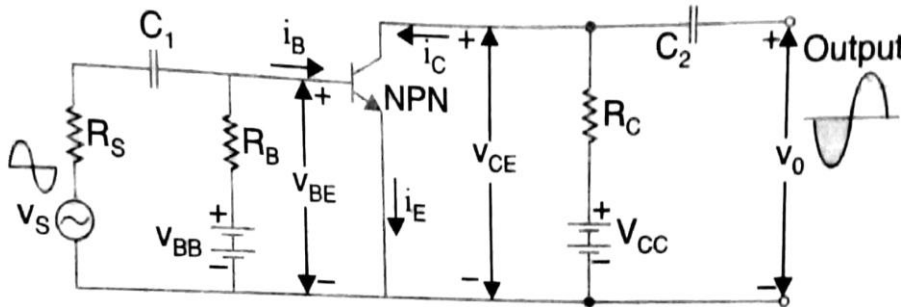 C1
iB
iC
+
C2
+
Output
+
NPN
RS
RB
RC
vBE
vCE
v0
vS
+
vBB
−
iE
+
VCC
−
−
−
−